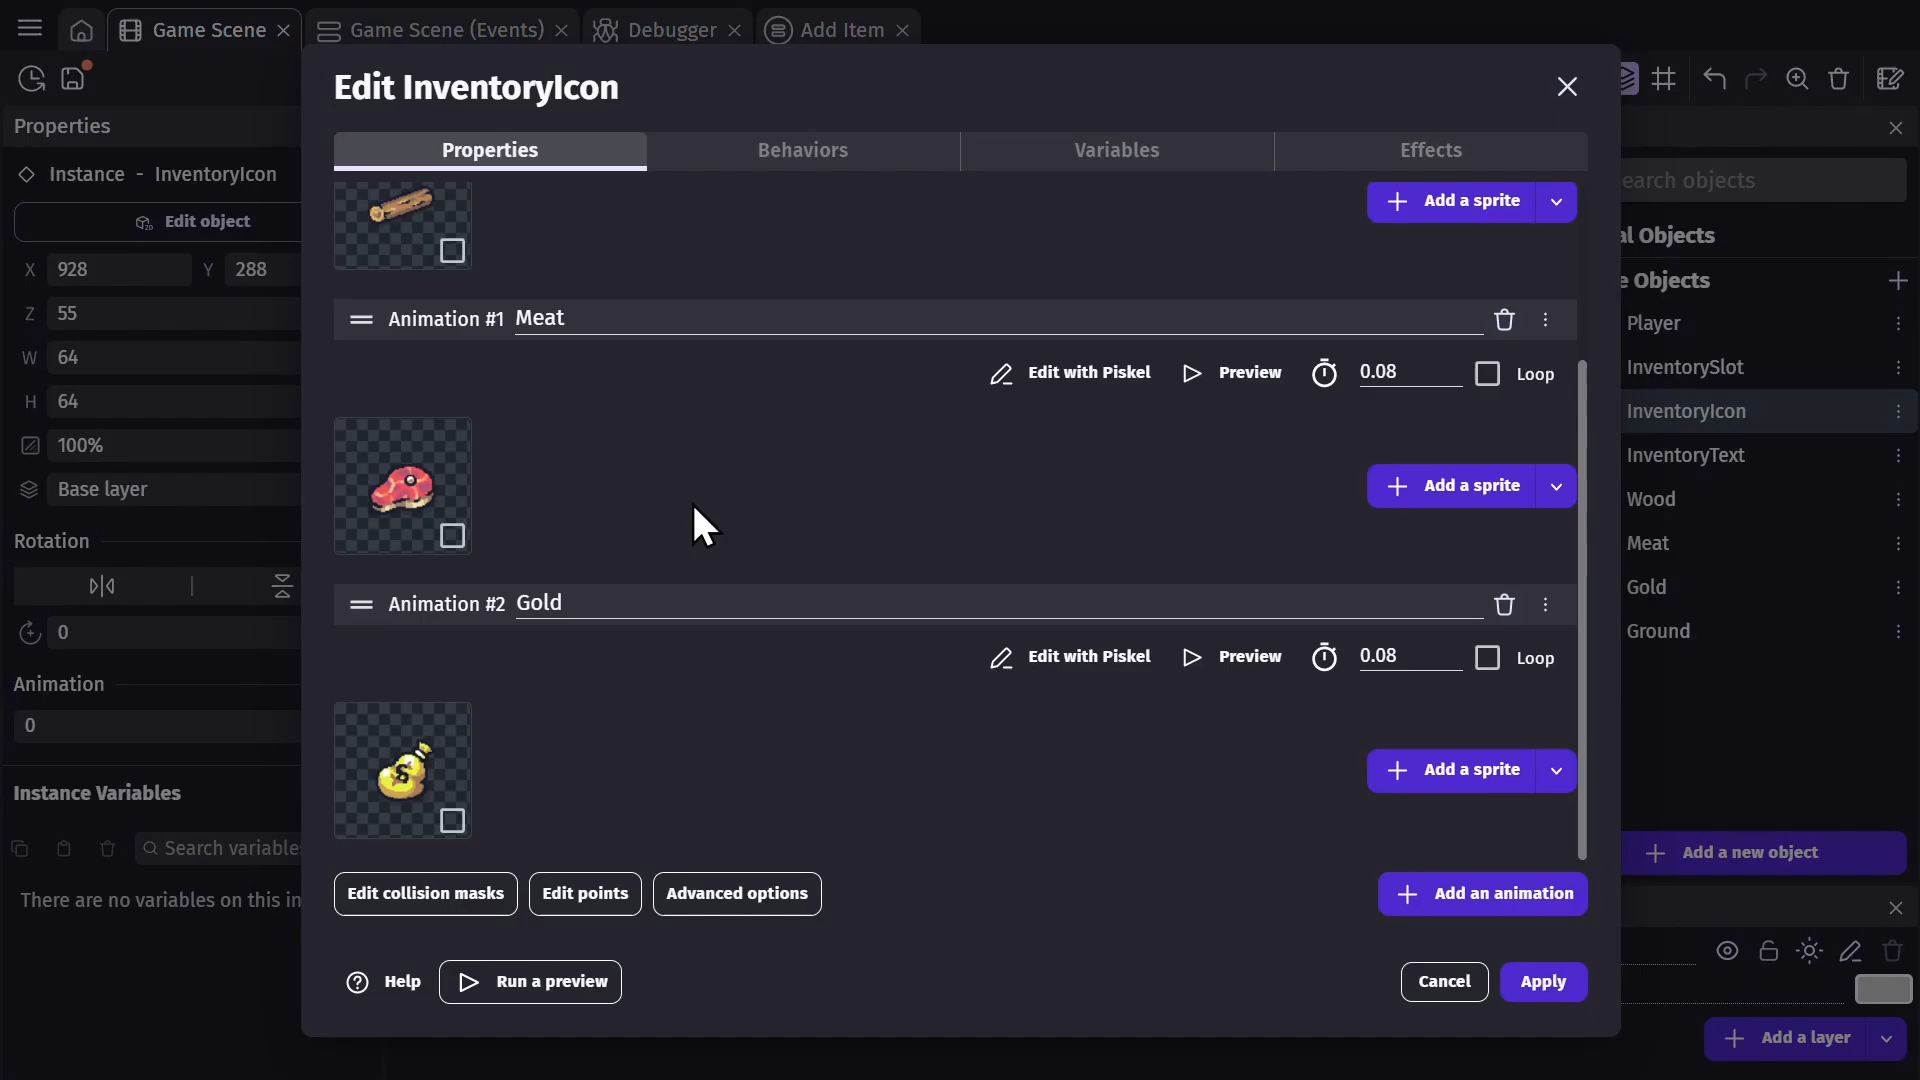 Game Scene
Game Scene (Events)
Debugger
Add Item
Properties
Instance - InventoryIcon
Edit object
X 928 Y 288
Z 55
W 64
H 64
100%
Base layer
Rotation
0
Animation
0
Instance Variables
Search variables
There are no variables on this in
Edit InventoryIcon
Properties
Behaviors
Variables
Effects
Add a sprite
Animation #1 Meat
Edit with Piskel
Preview
0.08
Loop
Add a sprite
Animation #2 Gold
Edit with Piskel
Preview
0.08
Loop
Add a sprite
Edit collision masks
Edit points
Advanced options
Add an animation
Help
Run a preview
Cancel
Apply
earch objects
al Objects
e Objects
Player
InventorySlot
InventoryIcon
InventoryText
Wood
Meat
Gold
Ground
Add a new object
Add a layer